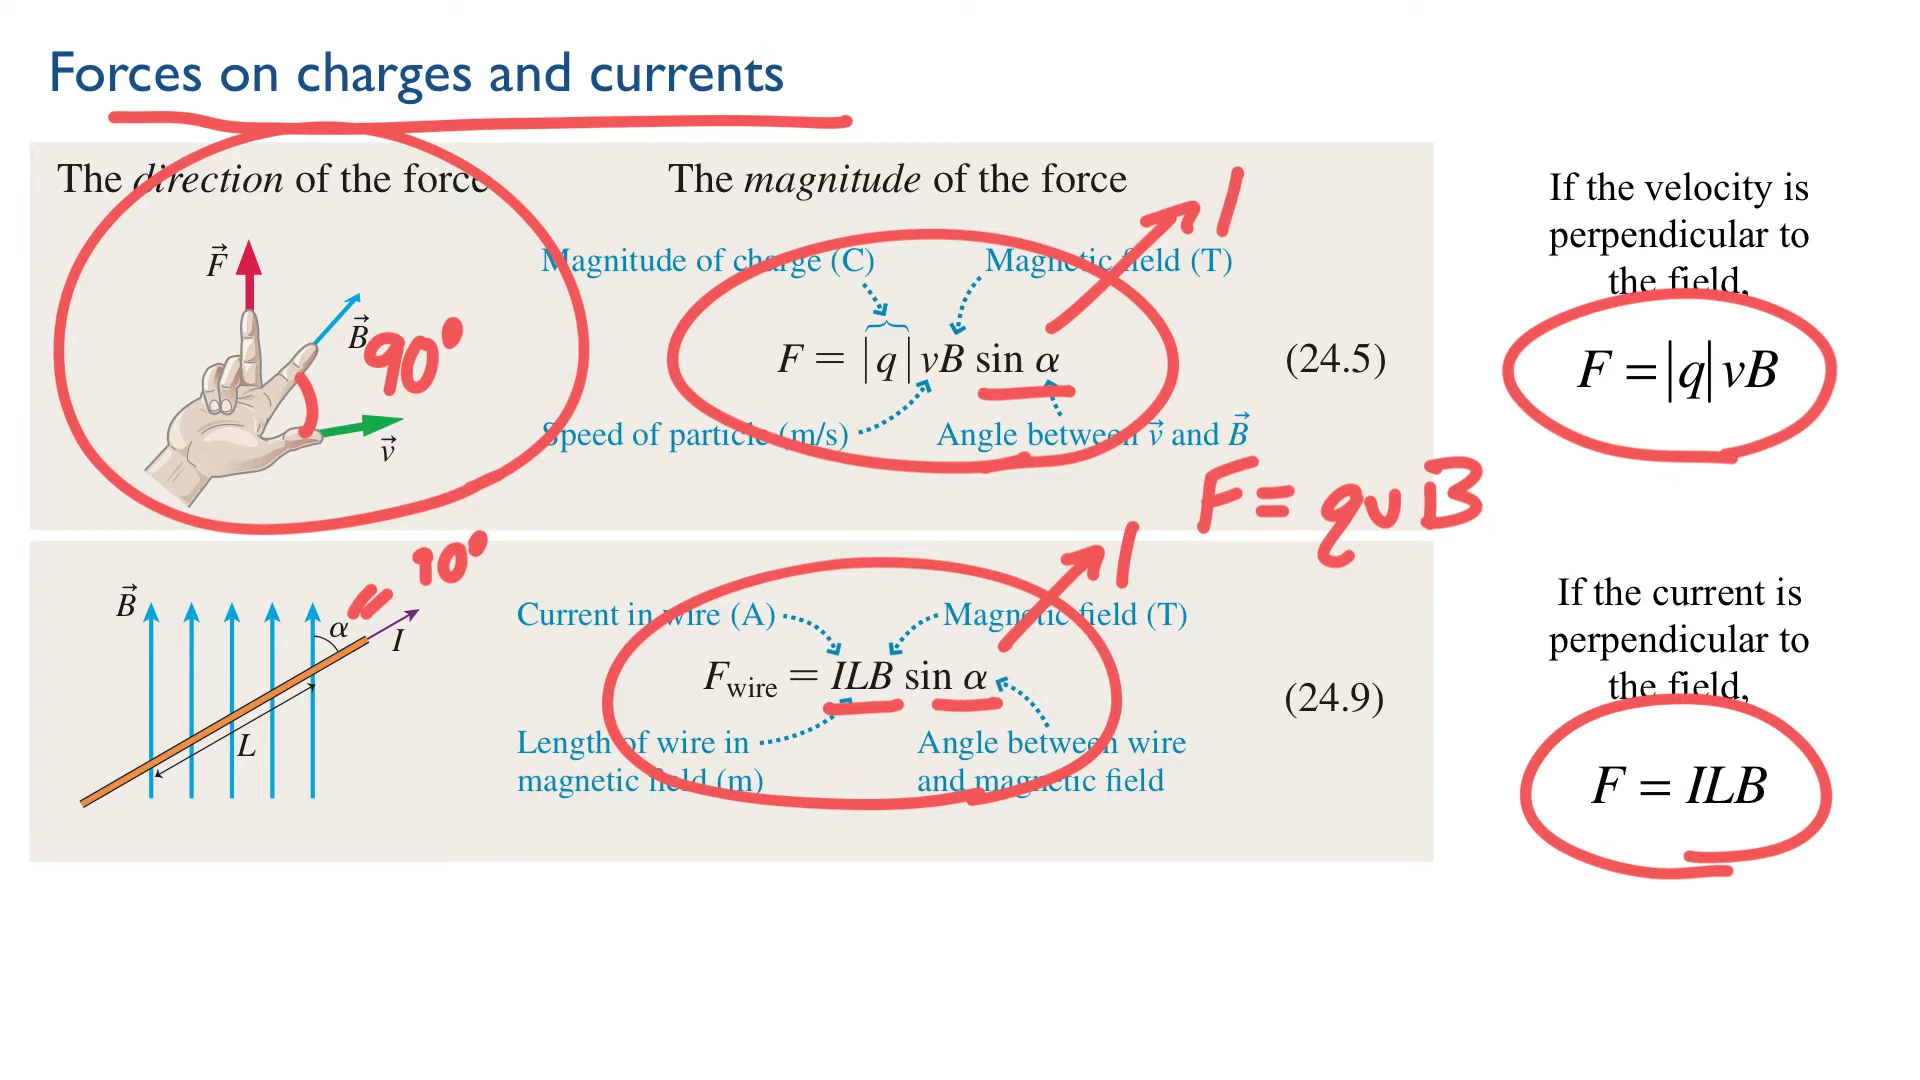 Forces on charges and currents
The direction of the force
The magnitude of the force
F⃗
B⃗
90°
v⃗
Magnitude of charge (C)
Magnetic field (T)
1
F = |q| vB sin α
(24.5)
Speed of particle (m/s)
Angle between v⃗ and B⃗
F = qvB
If the velocity is
perpendicular to
the field,
F = |q| vB
B⃗
α
= 90°
I
L
Current in wire (A)
Magnetic field (T)
1
F_wire = ILB sin α
(24.9)
Length of wire in
magnetic field (m)
Angle between wire
and magnetic field
If the current is
perpendicular to
the field,
F = ILB